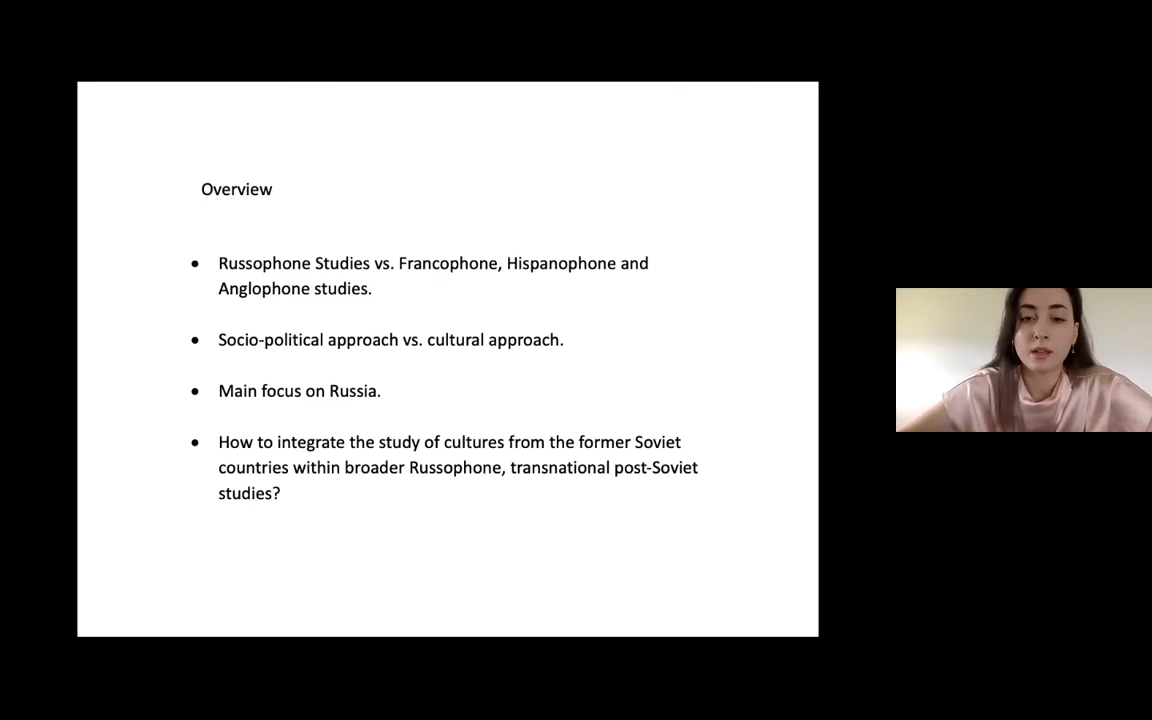 Overview
● Russophone Studies vs. Francophone, Hispanophone and
Anglophone studies.
● Socio-political approach vs. cultural approach.
● Main focus on Russia.
● How to integrate the study of cultures from the former Soviet
countries within broader Russophone, transnational post-Soviet
studies?